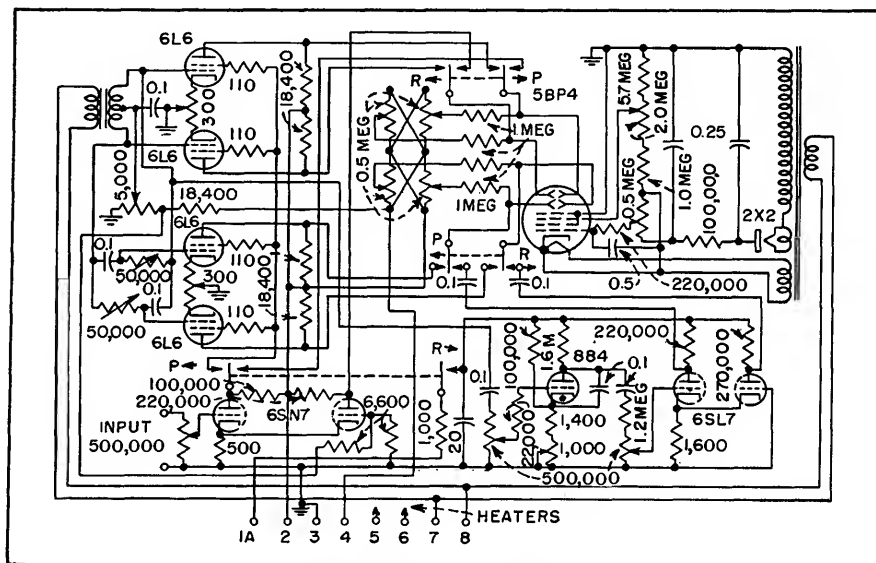 6L6
110
0.1
300
6L6
110
5,000
18,400
18,400
6L6
0.1
110
50,000
300
0.1
110
50,000
6L6
18,400
R
P
5BP4
0.5 MEG
1MEG
1MEG
P
R
0.1
0.1
5.7 MEG
2.0 MEG
0.25
0.5 MEG
1.0 MEG
100,000
2X2
0.5
220,000
P
R
100,000
220,000
6SN7
INPUT
500,000
500
6,600
1,000
20
0.1
100,000
1.6 M
884
0.1
220,000
270,000
22,000
1,400
1,000
1.2MEG
500,000
6SL7
1,600
HEATERS
1A
2
3
4
5
6
7
8